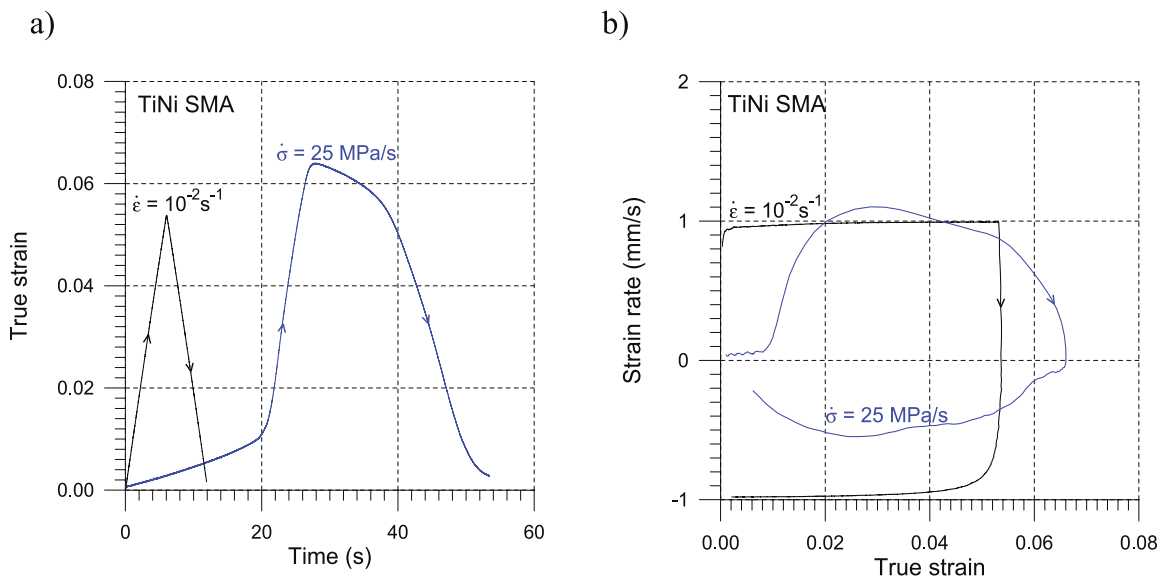 a)
0.08
0.06
0.04
0.02
0.00
True strain
TiNi SMA
σ̇ = 25 MPa/s
ε̇ = 10⁻²s⁻¹
0
20
40
60
Time (s)
b)
2
1
0
-1
Strain rate (mm/s)
TiNi SMA
ε̇ = 10⁻²s⁻¹
σ̇ = 25 MPa/s
0.00
0.02
0.04
0.06
0.08
True strain